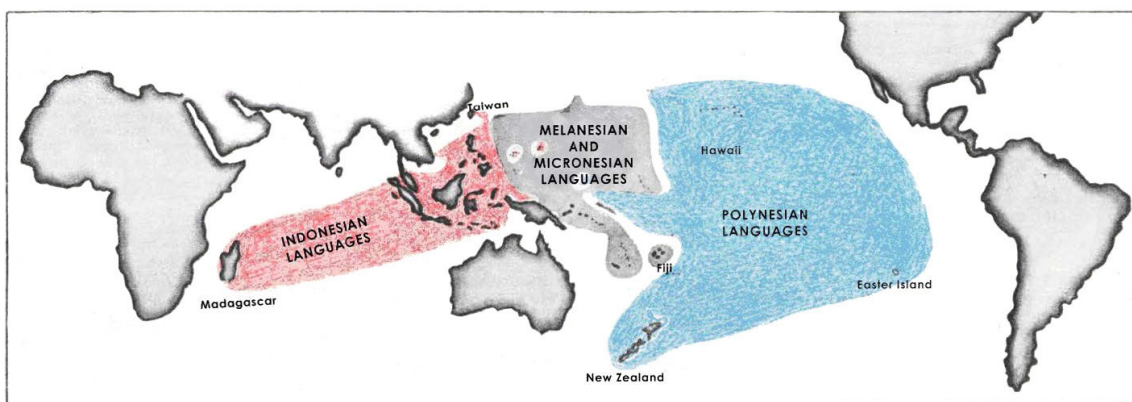 Taiwan
MELANESIAN
AND
MICRONESIAN
LANGUAGES
Hawaii
POLYNESIAN
LANGUAGES
INDONESIAN
LANGUAGES
Fiji
Easter Island
Madagascar
New Zealand